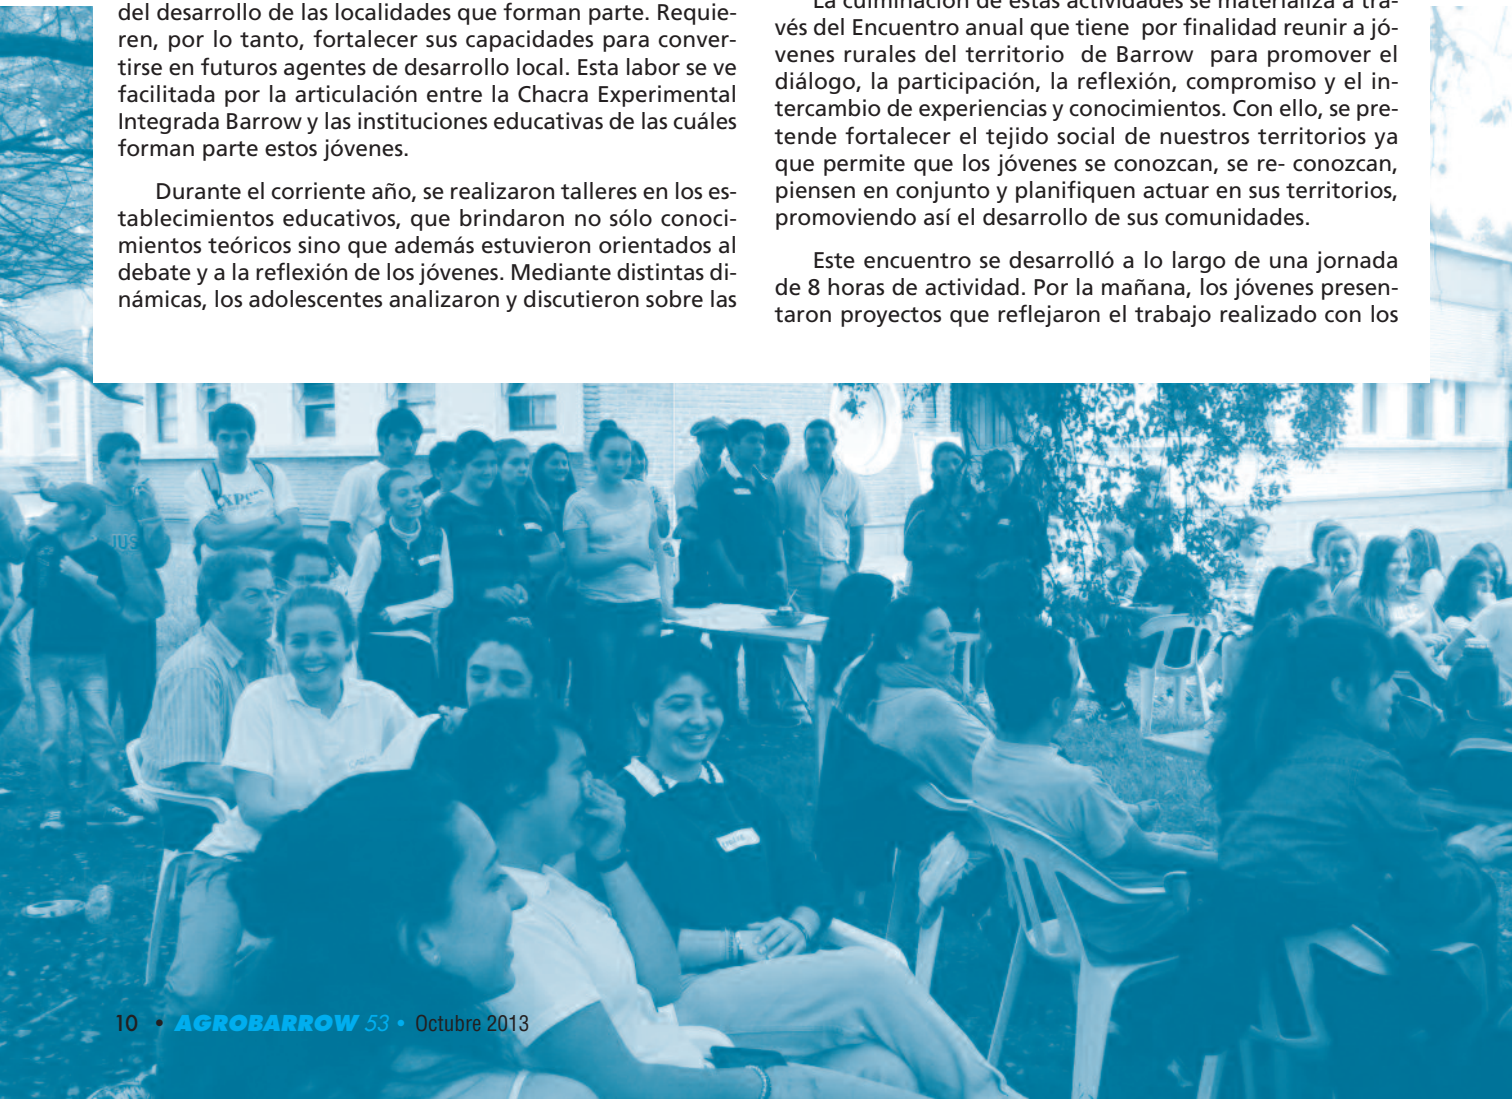 del desarrollo de las localidades que forman parte. Requie-
ren, por lo tanto, fortalecer sus capacidades para conver-
tirse en futuros agentes de desarrollo local. Esta labor se ve
facilitada por la articulación entre la Chacra Experimental
Integrada Barrow y las instituciones educativas de las cuáles
forman parte estos jóvenes.
Durante el corriente año, se realizaron talleres en los es-
tablecimientos educativos, que brindaron no sólo conoci-
mientos teóricos sino que además estuvieron orientados al
debate y a la reflexión de los jóvenes. Mediante distintas di-
námicas, los adolescentes analizaron y discutieron sobre las
La culminación de estas actividades se materializa a tra-
vés del Encuentro anual que tiene por finalidad reunir a jó-
venes rurales del territorio de Barrow para promover el
diálogo, la participación, la reflexión, compromiso y el in-
tercambio de experiencias y conocimientos. Con ello, se pre-
tende fortalecer el tejido social de nuestros territorios ya
que permite que los jóvenes se conozcan, se re- conozcan,
piensen en conjunto y planifiquen actuar en sus territorios,
promoviendo así el desarrollo de sus comunidades.
Este encuentro se desarrolló a lo largo de una jornada
de 8 horas de actividad. Por la mañana, los jóvenes presen-
taron proyectos que reflejaron el trabajo realizado con los
10 • AGROBARROW 53 • Octubre 2013